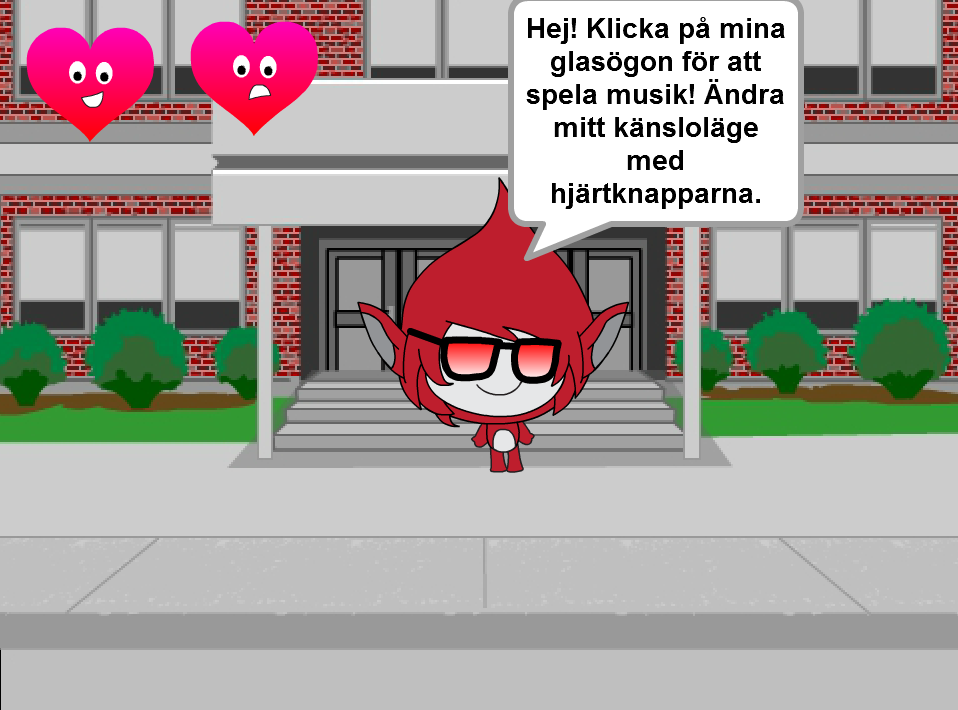 Hej! Klicka på mina
glasögon för att
spela musik! Ändra
mitt känsloläge
med
hjärtknapparna.